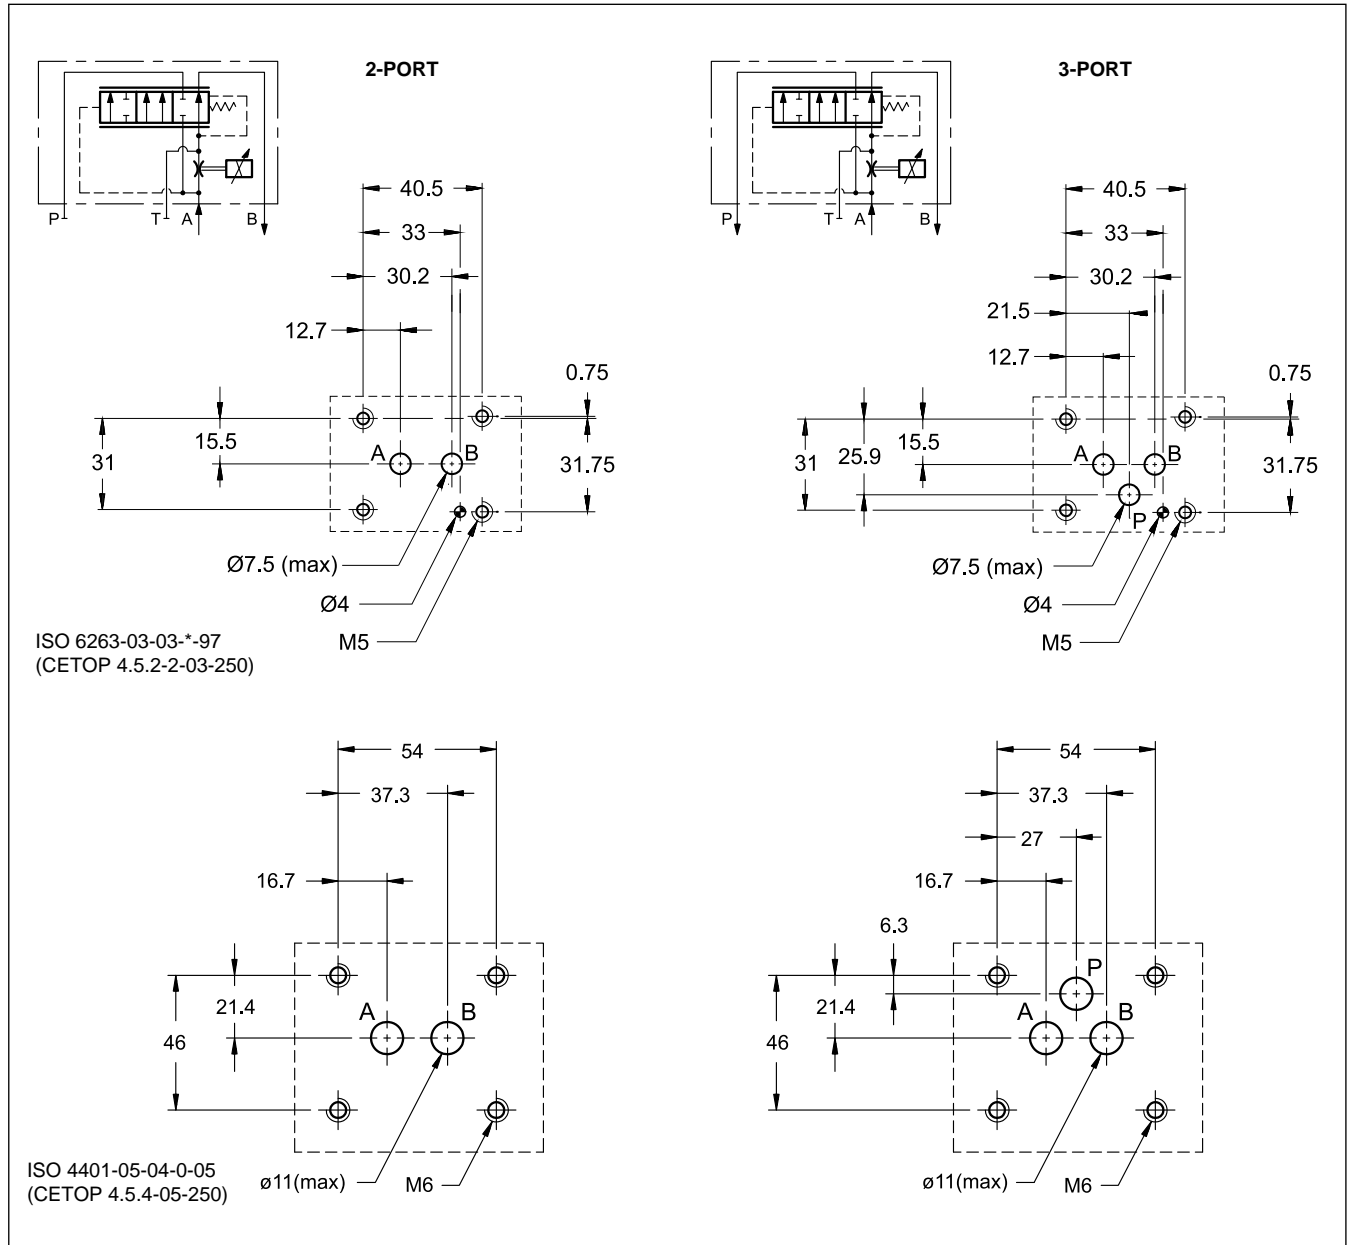 2-PORT
3-PORT
P T A B
P T A B
40.5
33
30.2
12.7
0.75
15.5
31
31.75
A B
Ø7.5 (max)
Ø4
M5
40.5
33
30.2
21.5
12.7
0.75
15.5
25.9
31
31.75
A B
P
Ø7.5 (max)
Ø4
M5
ISO 6263-03-03-*-97
(CETOP 4.5.2-2-03-250)
54
37.3
16.7
21.4
46
A B
ø11(max)
M6
54
37.3
27
16.7
6.3
21.4
46
P
A B
ø11(max)
M6
ISO 4401-05-04-0-05
(CETOP 4.5.4-05-250)